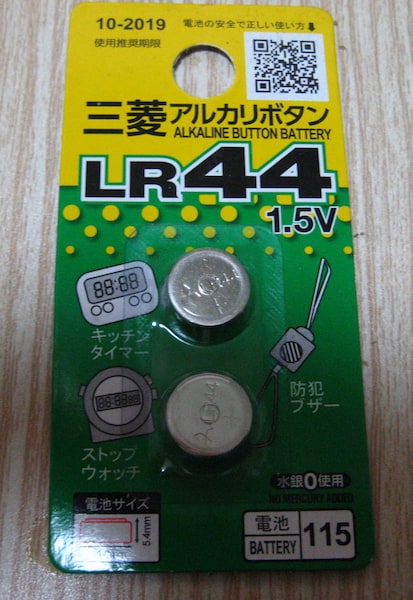 10-2019
使用推奨期限
電池の安全で正しい使い方
三菱アルカリボタン
ALKALINE BUTTON BATTERY
LR44
1.5V
88:88
キッチン
タイマー
防犯
ブザー
ストップ
ウォッチ
水銀0使用
NO MERCURY ADDED
電池サイズ
5.4mm
電池
BATTERY
115